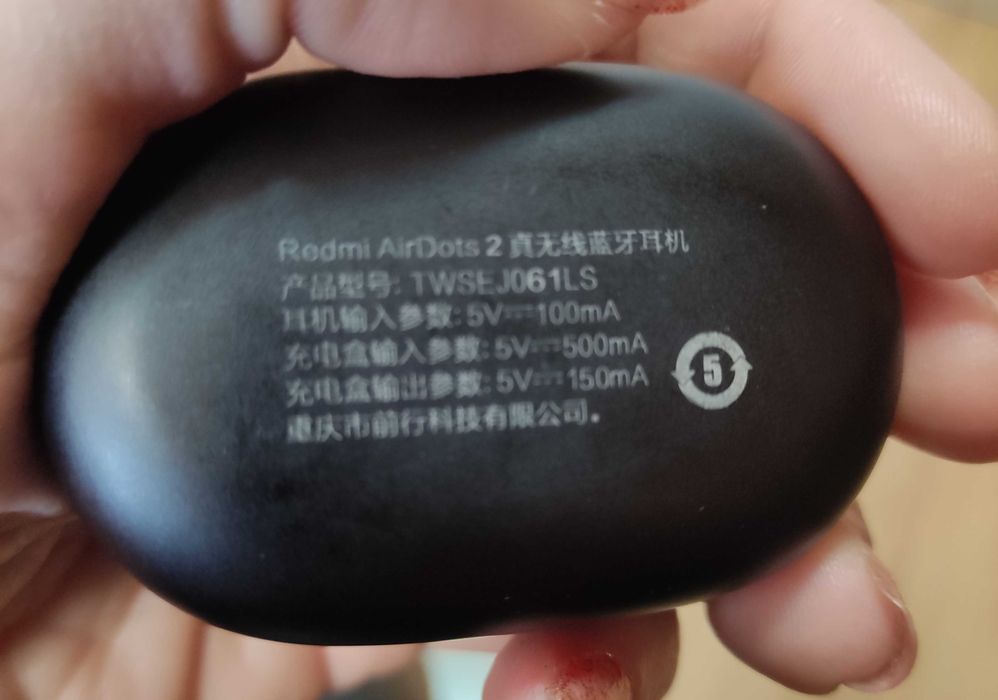 Redmi AirDots 2 真无线蓝牙耳机
产品型号: TWSEJ061LS
耳机输入参数: 5V⎓100mA
充电盒输入参数: 5V⎓500mA
充电盒输出参数: 5V⎓150mA
庆市前行科技有限公司。
5